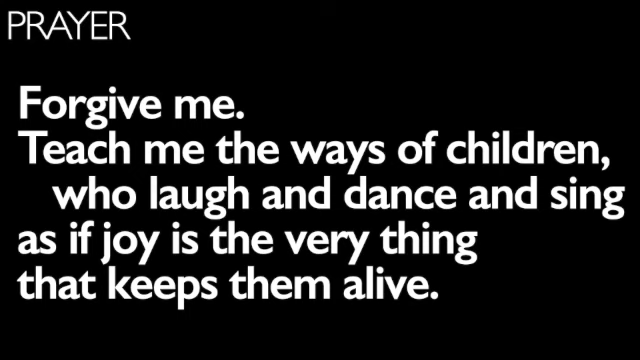 PRAYER
Forgive me.
Teach me the ways of children,
who laugh and dance and sing
as if joy is the very thing
that keeps them alive.